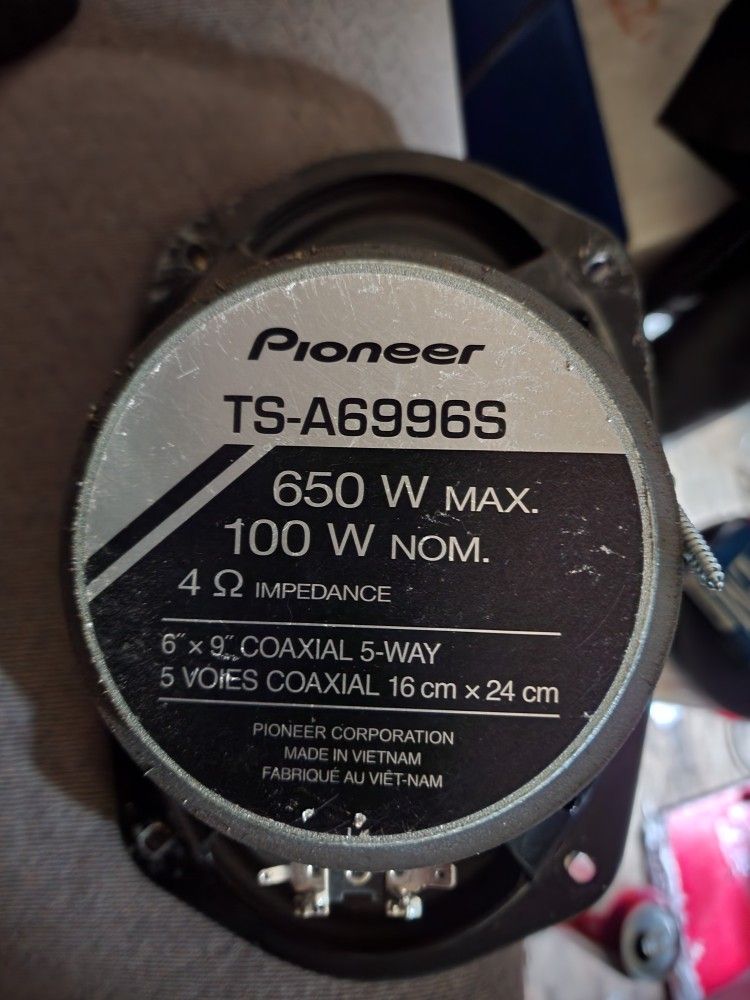 Pioneer
TS-A6996S
650 W MAX.
100 W NOM.
4 Ω IMPEDANCE
6˝ × 9˝ COAXIAL 5-WAY
5 VOIES COAXIAL 16 cm × 24 cm
PIONEER CORPORATION
MADE IN VIETNAM
FABRIQUÉ AU VIÊT-NAM